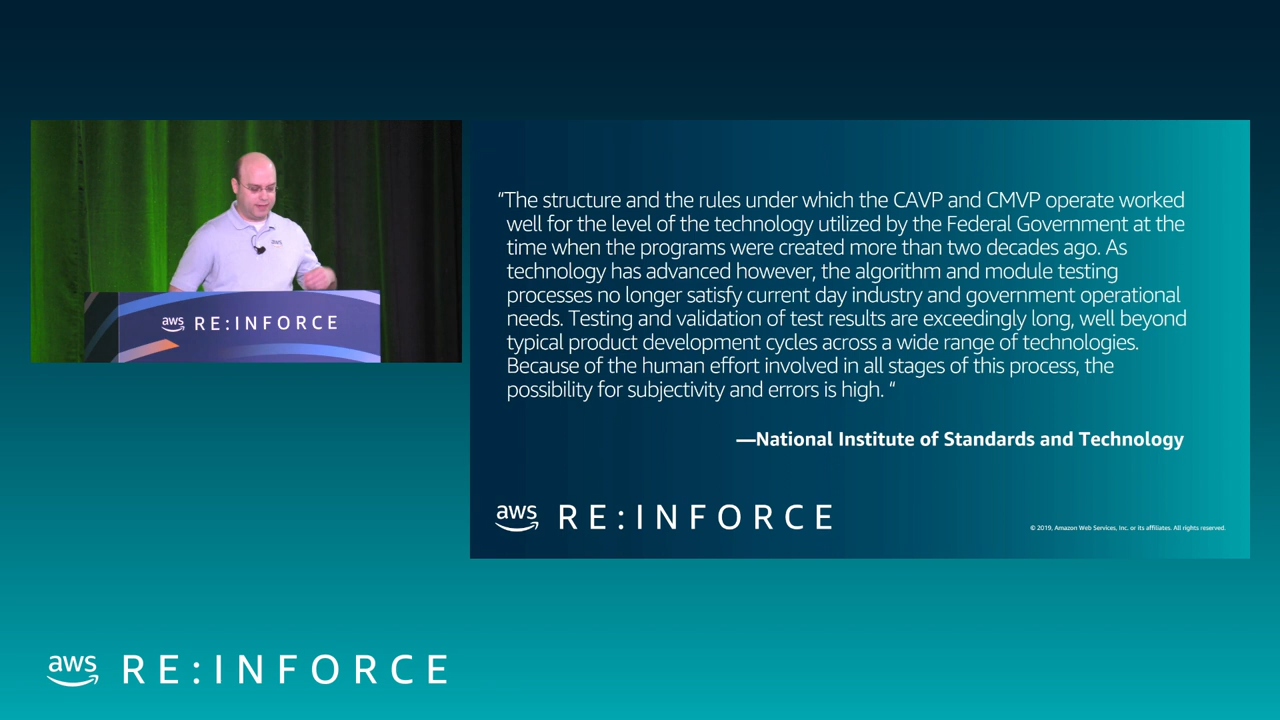 aws
aws RE:INFORCE
“The structure and the rules under which the CAVP and CMVP operate worked
well for the level of the technology utilized by the Federal Government at the
time when the programs were created more than two decades ago. As
technology has advanced however, the algorithm and module testing
processes no longer satisfy current day industry and government operational
needs. Testing and validation of test results are exceedingly long, well beyond
typical product development cycles across a wide range of technologies.
Because of the human effort involved in all stages of this process, the
possibility for subjectivity and errors is high. “
—National Institute of Standards and Technology
aws RE:INFORCE
© 2019, Amazon Web Services, Inc. or its affiliates. All rights reserved.
aws RE:INFORCE